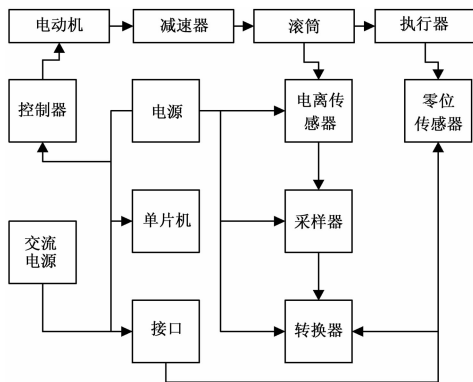 电动机
减速器
滚筒
执行器
控制器
电源
电离传
感器
零位
传感器
单片机
采样器
交流
电源
接口
转换器